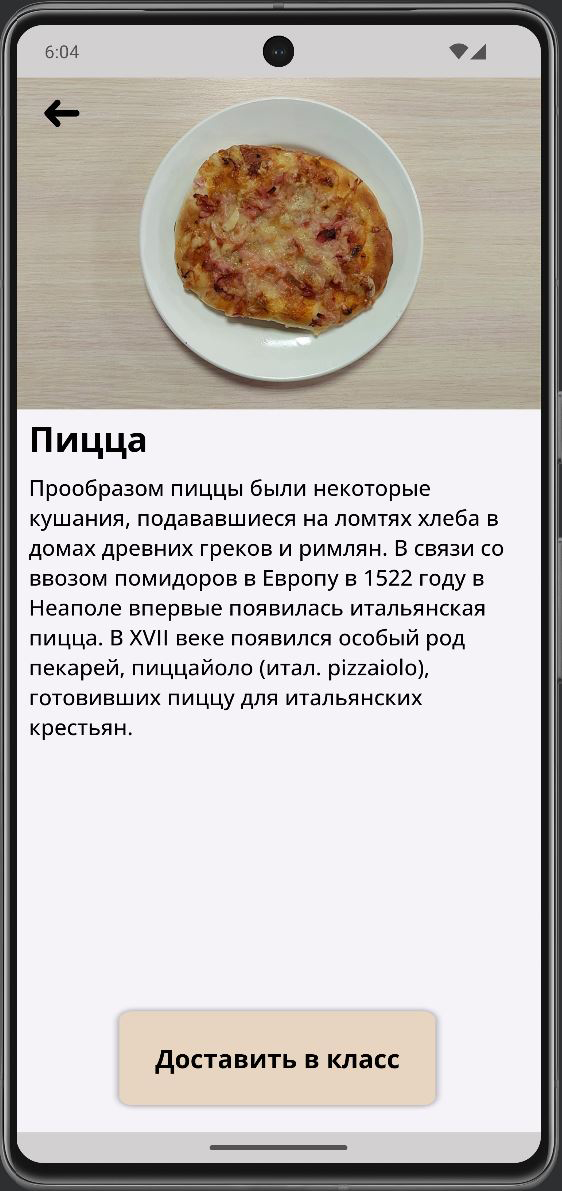 6:04
Пицца
Прообразом пиццы были некоторые
кушания, подававшиеся на ломтях хлеба в
домах древних греков и римлян. В связи со
ввозом помидоров в Европу в 1522 году в
Неаполе впервые появилась итальянская
пицца. В XVII веке появился особый род
пекарей, пиццайоло (итал. pizzaiolo),
готовивших пиццу для итальянских
крестьян.
Доставить в класс